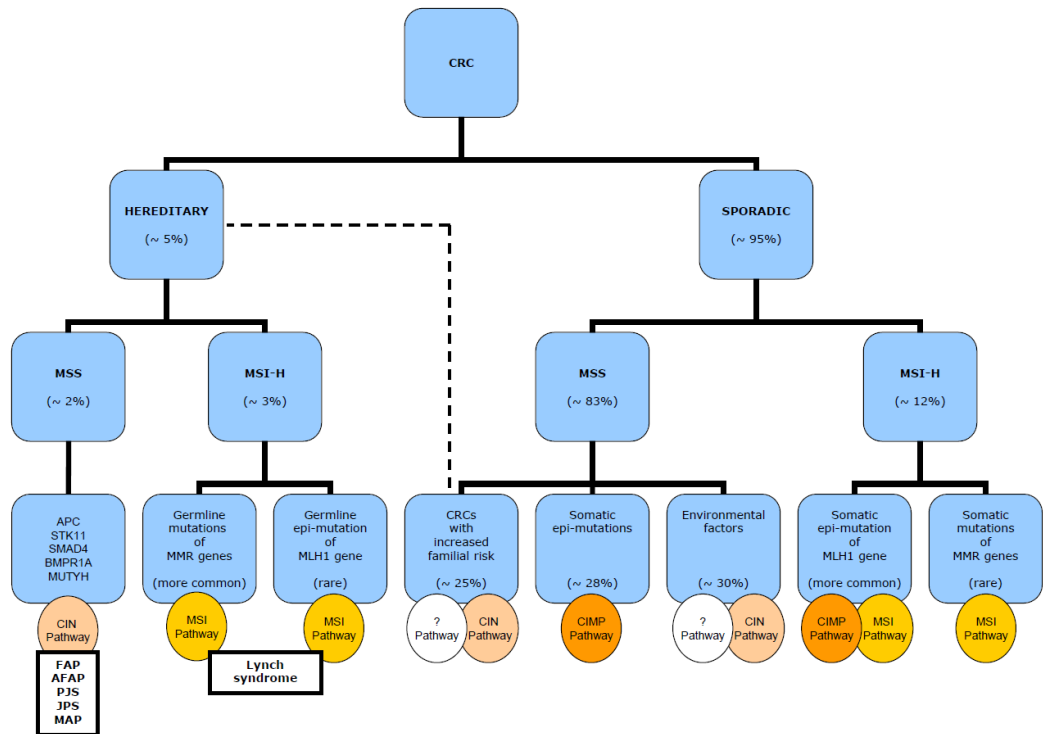 CRC
HEREDITARY
(~ 5%)
SPORADIC
(~ 95%)
MSS
(~ 2%)
MSI-H
(~ 3%)
MSS
(~ 83%)
MSI-H
(~ 12%)
APC
STK11
SMAD4
BMPR1A
MUTYH
Germline
mutations
of
MMR genes
(more common)
Germline
epi-mutation
of
MLH1 gene
(rare)
CRCs
with
increased
familial risk
(~ 25%)
Somatic
epi-mutations
(~ 28%)
Environmental
factors
(~ 30%)
Somatic
epi-mutation
of
MLH1 gene
(more common)
Somatic
mutations
of
MMR genes
(rare)
CIN
Pathway
MSI
Pathway
MSI
Pathway
?
Pathway
CIN
Pathway
CIMP
Pathway
?
Pathway
CIN
Pathway
CIMP
Pathway
MSI
Pathway
MSI
Pathway
FAP
AFAP
PJS
JPS
MAP
Lynch
syndrome